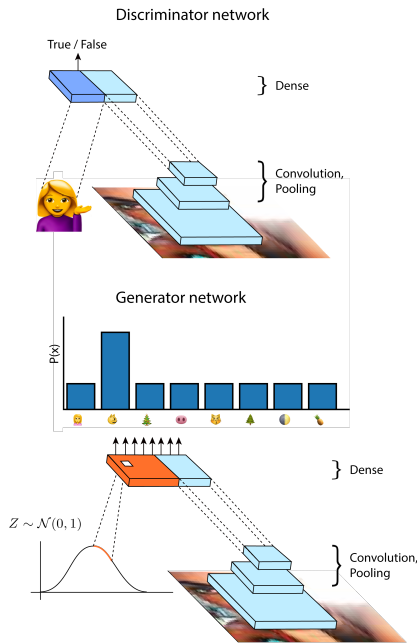 Discriminator network
True / False
Dense
Convolution,
Pooling
Generator network
P(x)
Dense
Z ∼ 𝒩(0, 1)
Convolution,
Pooling